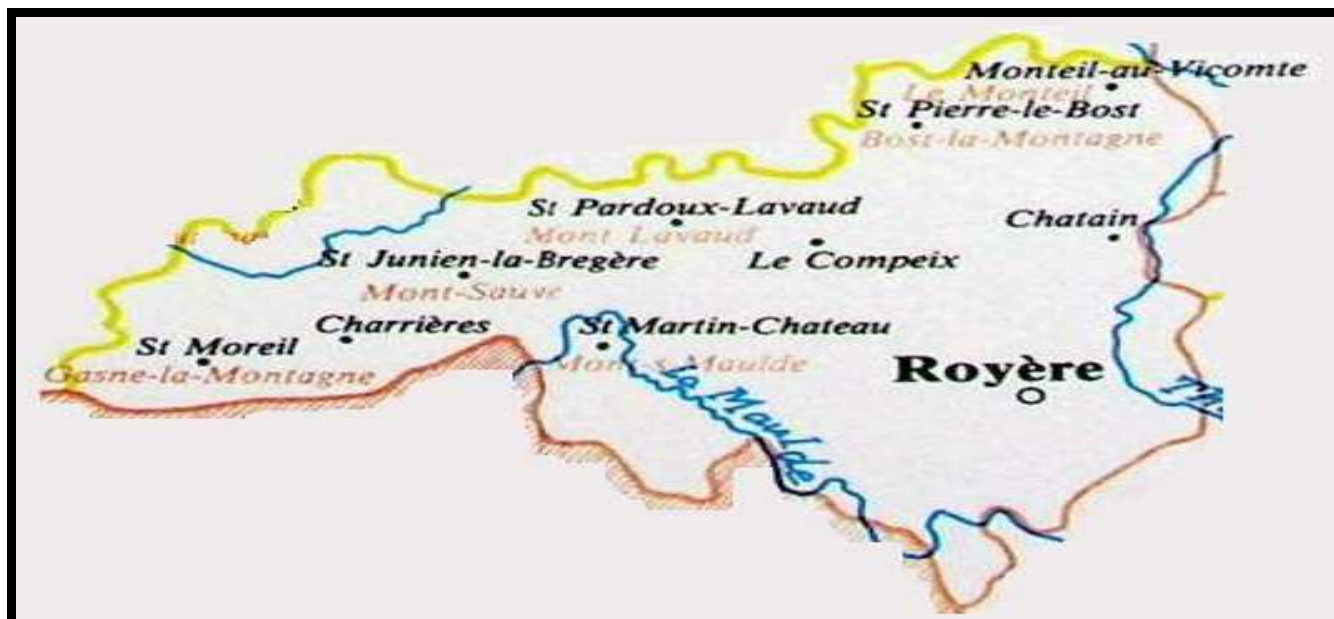 Monteil-au-Vicomte
Le Monteil
St Pierre-le-Bost
Bost-la-Montagne
St Pardoux-Lavaud
Mont Lavaud
Chatain
St Junien-la-Bregère
Le Compeix
Mont-Sauve
Charrières
St Martin-Chateau
St Moreil
Mont-s-Maulde
Gasne-la-Montagne
Royère
La Maulde
Th